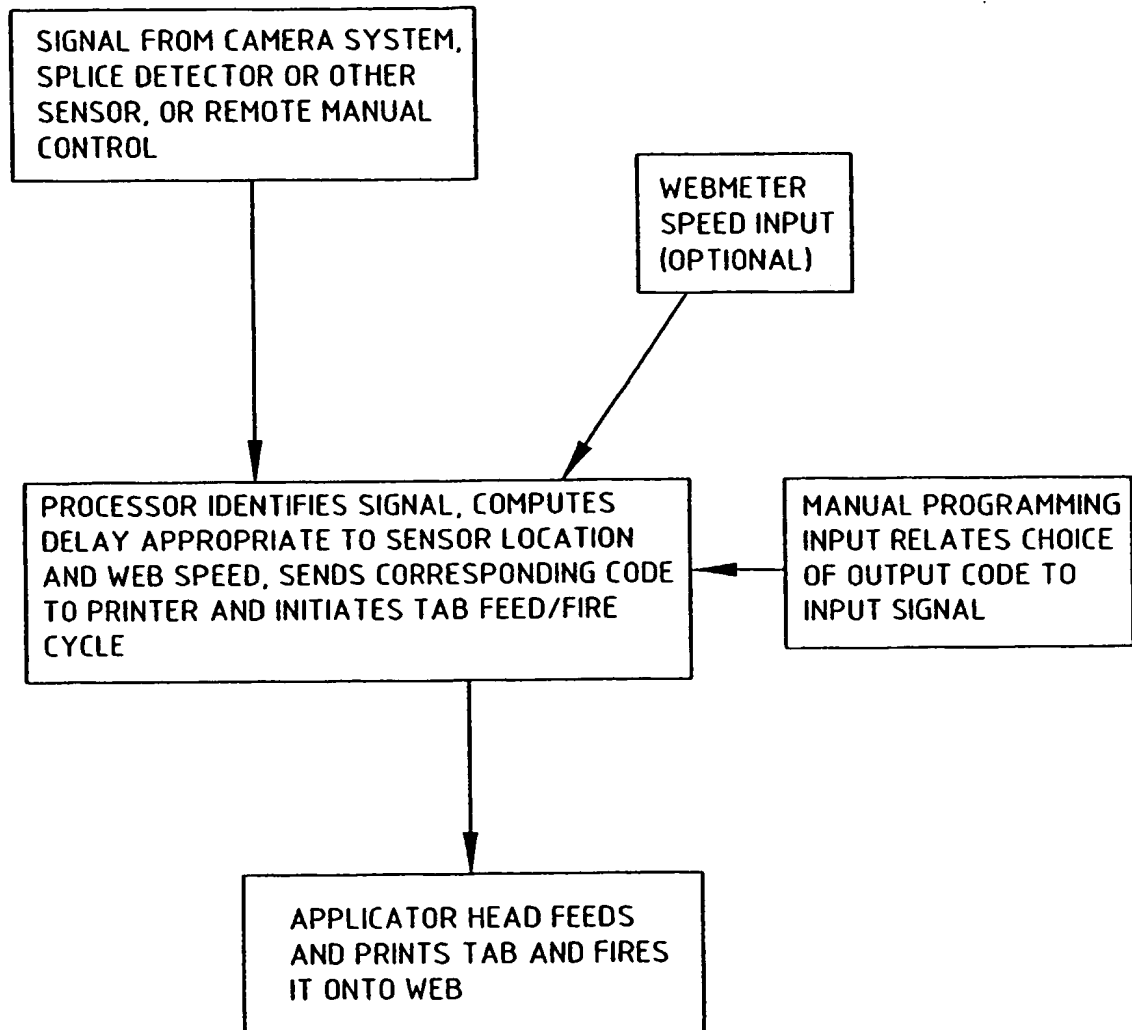 SIGNAL FROM CAMERA SYSTEM,
SPLICE DETECTOR OR OTHER
SENSOR, OR REMOTE MANUAL
CONTROL
WEBMETER
SPEED INPUT
(OPTIONAL)
PROCESSOR IDENTIFIES SIGNAL, COMPUTES
DELAY APPROPRIATE TO SENSOR LOCATION
AND WEB SPEED, SENDS CORRESPONDING CODE
TO PRINTER AND INITIATES TAB FEED/FIRE
CYCLE
MANUAL PROGRAMMING
INPUT RELATES CHOICE
OF OUTPUT CODE TO
INPUT SIGNAL
APPLICATOR HEAD FEEDS
AND PRINTS TAB AND FIRES
IT ONTO WEB